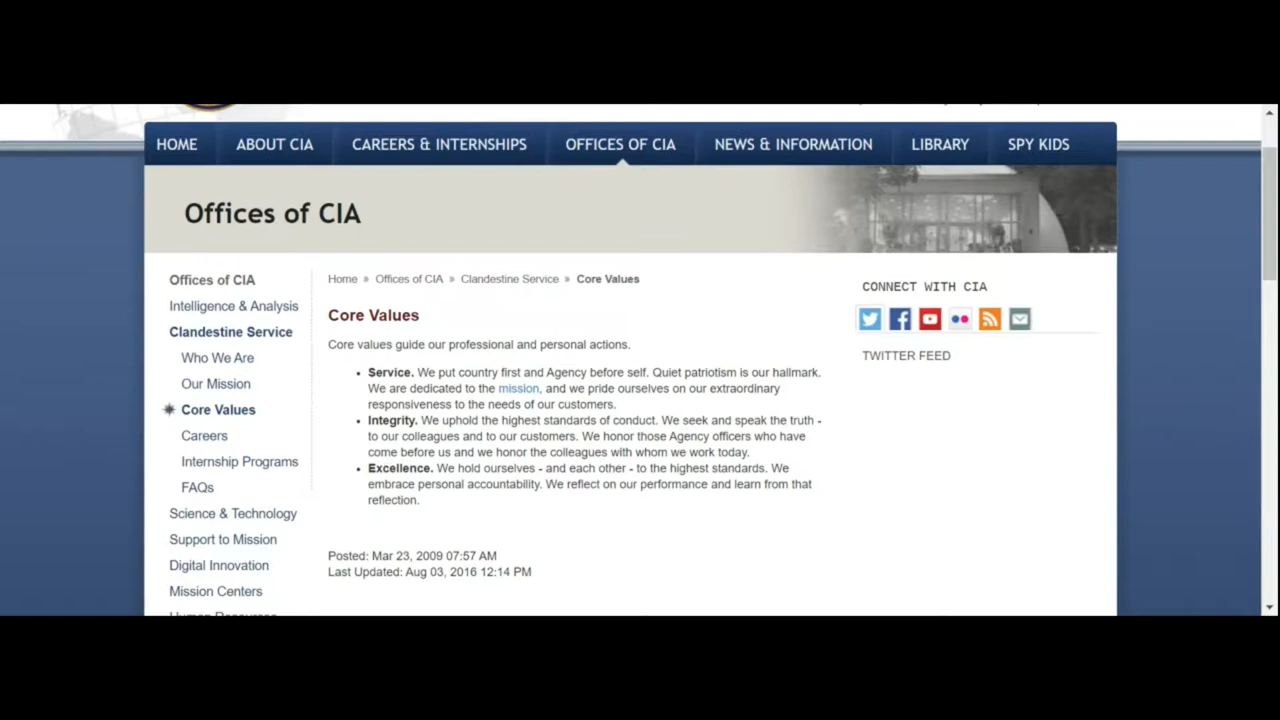 HOME ABOUT CIA CAREERS & INTERNSHIPS OFFICES OF CIA NEWS & INFORMATION LIBRARY SPY KIDS
Offices of CIA
Offices of CIA
Intelligence & Analysis
Clandestine Service
Who We Are
Our Mission
Core Values
Careers
Internship Programs
FAQs
Science & Technology
Support to Mission
Digital Innovation
Mission Centers
Human Resources
Home » Offices of CIA » Clandestine Service » Core Values
Core Values
Core values guide our professional and personal actions.
• Service. We put country first and Agency before self. Quiet patriotism is our hallmark.
We are dedicated to the mission, and we pride ourselves on our extraordinary
responsiveness to the needs of our customers.
• Integrity. We uphold the highest standards of conduct. We seek and speak the truth -
to our colleagues and to our customers. We honor those Agency officers who have
come before us and we honor the colleagues with whom we work today.
• Excellence. We hold ourselves - and each other - to the highest standards. We
embrace personal accountability. We reflect on our performance and learn from that
reflection.
Posted: Mar 23, 2009 07:57 AM
Last Updated: Aug 03, 2016 12:14 PM
CONNECT WITH CIA
TWITTER FEED